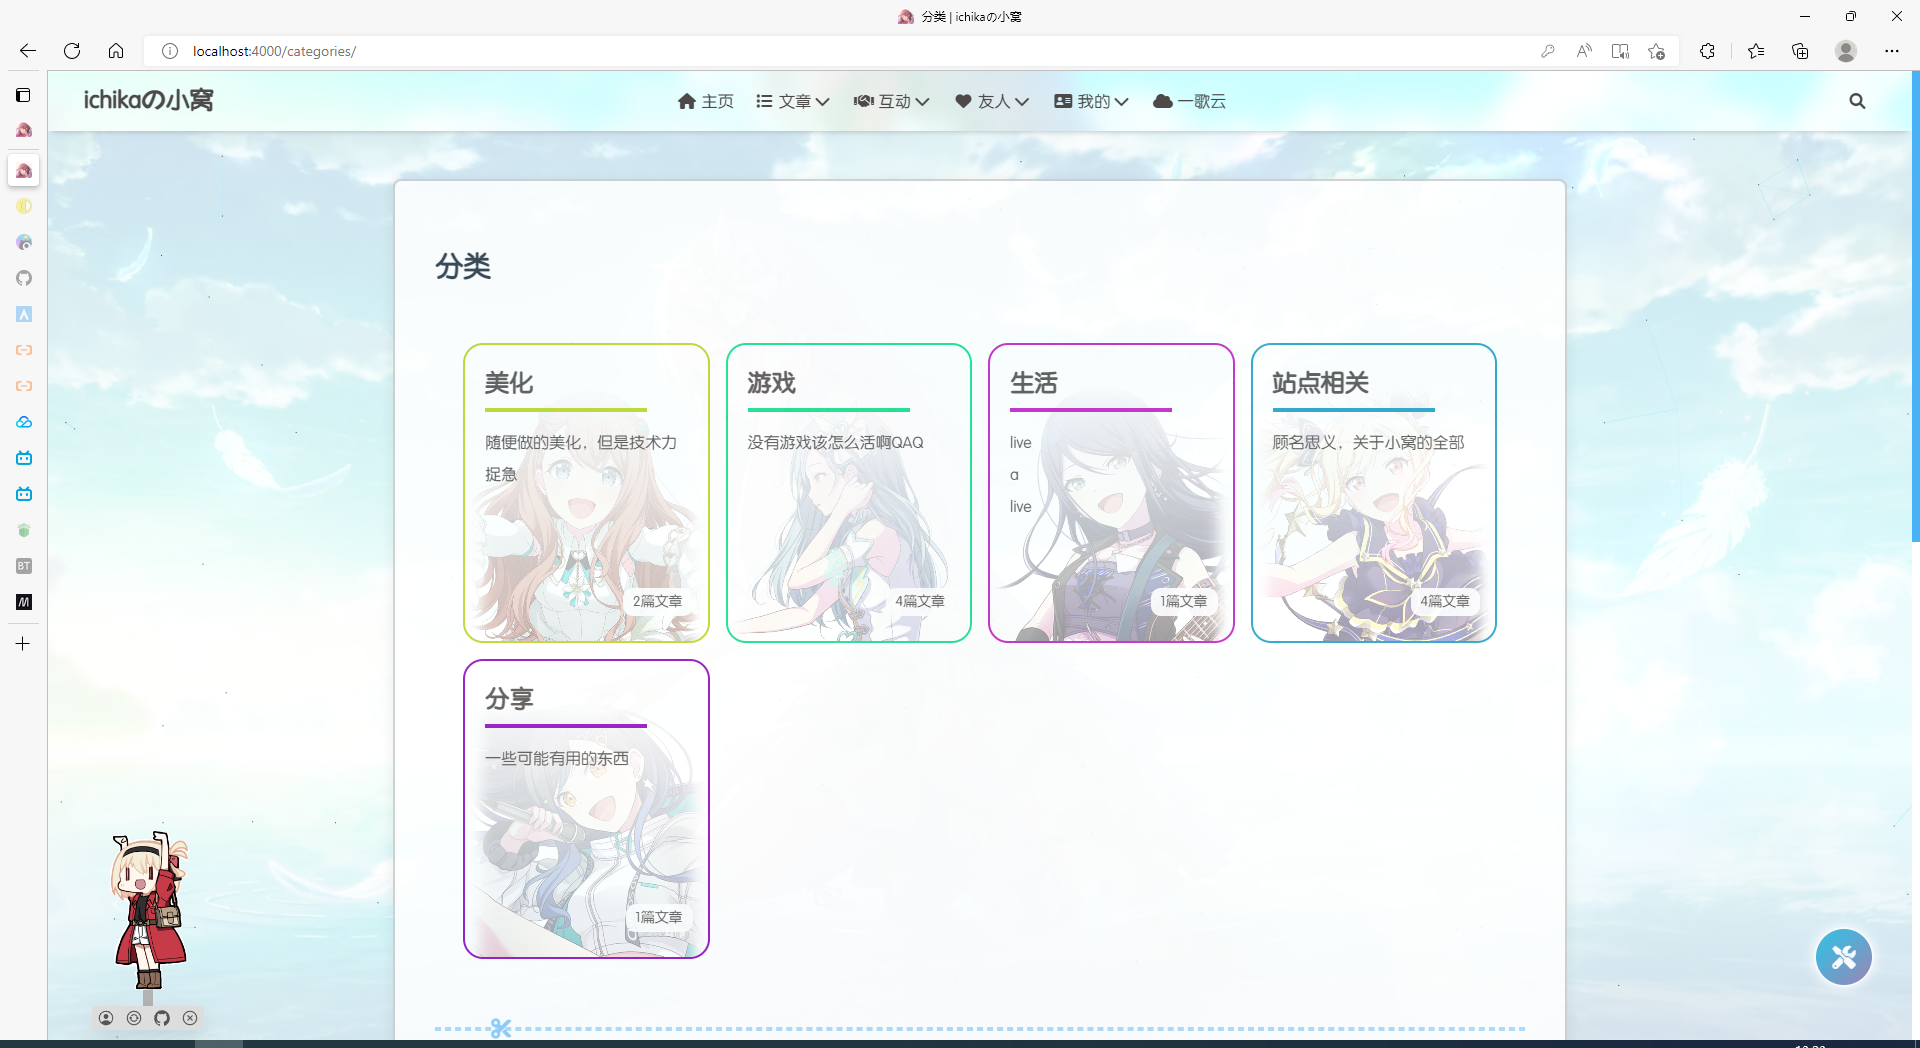 分类 | ichikaの小窝
localhost:4000/categories/
ichikaの小窝
主页 文章 互动 友人 我的 一歌云
分类
美化
随便做的美化，但是技术力
捉急
2篇文章
游戏
没有游戏该怎么活啊QAQ
4篇文章
生活
live
a
live
1篇文章
站点相关
顾名思义，关于小窝的全部
4篇文章
分享
一些可能有用的东西
1篇文章
BT